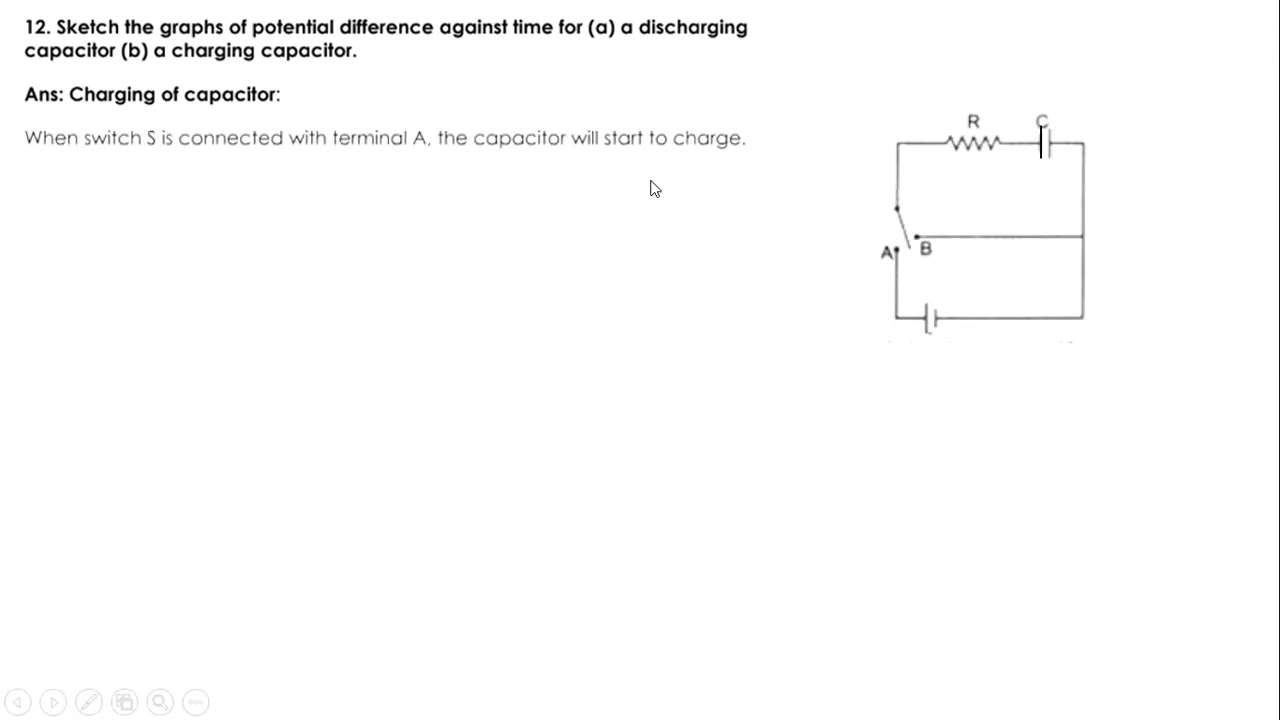 12. Sketch the graphs of potential difference against time for (a) a discharging
capacitor (b) a charging capacitor.
Ans: Charging of capacitor:
When switch S is connected with terminal A, the capacitor will start to charge.
R
C
A
B